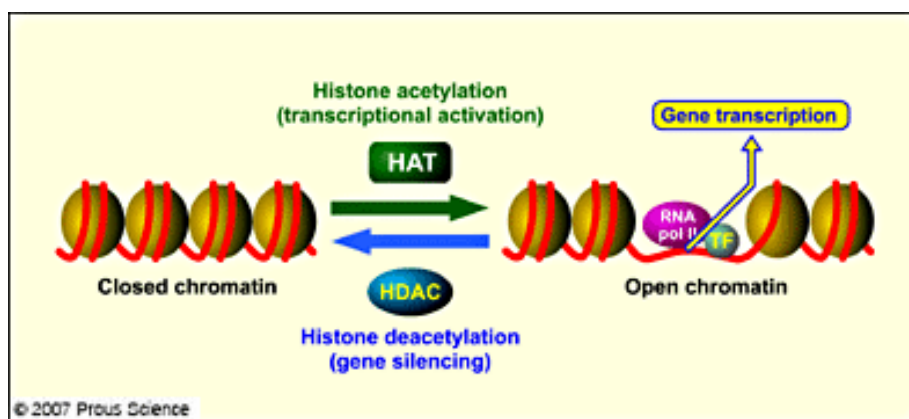 Histone acetylation
(transcriptional activation)
Gene transcription
HAT
RNA
pol II
TF
Closed chromatin
Open chromatin
HDAC
Histone deacetylation
(gene silencing)
© 2007 Prous Science